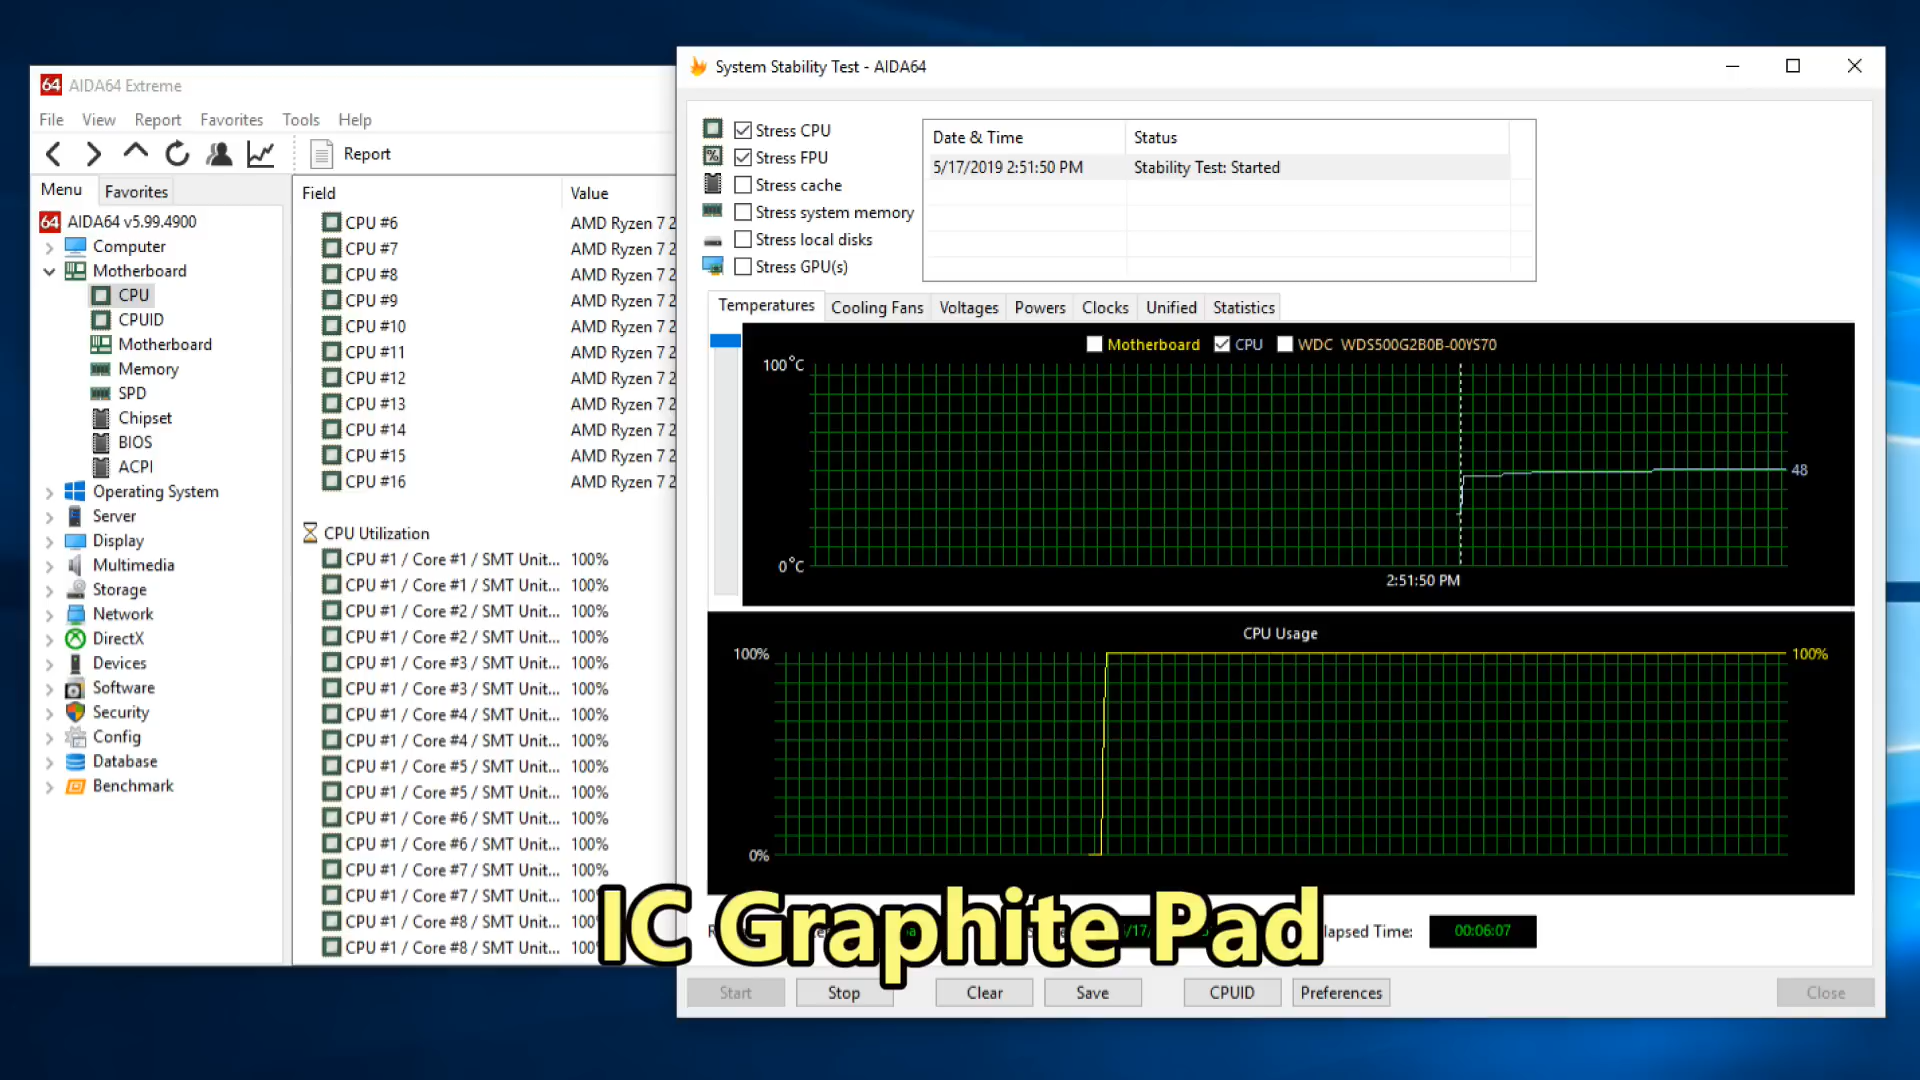 AIDA64 Extreme
File View Report Favorites Tools Help
Report
Menu Favorites
AIDA64 v5.99.4900
Computer
Motherboard
CPU
CPUID
Motherboard
Memory
SPD
Chipset
BIOS
ACPI
Operating System
Server
Display
Multimedia
Storage
Network
DirectX
Devices
Software
Security
Config
Database
Benchmark
Field Value
CPU #6 AMD Ryzen 7 2
CPU #7 AMD Ryzen 7 2
CPU #8 AMD Ryzen 7 2
CPU #9 AMD Ryzen 7 2
CPU #10 AMD Ryzen 7 2
CPU #11 AMD Ryzen 7 2
CPU #12 AMD Ryzen 7 2
CPU #13 AMD Ryzen 7 2
CPU #14 AMD Ryzen 7 2
CPU #15 AMD Ryzen 7 2
CPU #16 AMD Ryzen 7 2
CPU Utilization
CPU #1 / Core #1 / SMT Unit... 100%
CPU #1 / Core #1 / SMT Unit... 100%
CPU #1 / Core #2 / SMT Unit... 100%
CPU #1 / Core #2 / SMT Unit... 100%
CPU #1 / Core #3 / SMT Unit... 100%
CPU #1 / Core #3 / SMT Unit... 100%
CPU #1 / Core #4 / SMT Unit... 100%
CPU #1 / Core #4 / SMT Unit... 100%
CPU #1 / Core #5 / SMT Unit... 100%
CPU #1 / Core #5 / SMT Unit... 100%
CPU #1 / Core #6 / SMT Unit... 100%
CPU #1 / Core #6 / SMT Unit... 100%
CPU #1 / Core #7 / SMT Unit... 100%
CPU #1 / Core #7 / SMT Unit... 100
CPU #1 / Core #8 / SMT Unit... 100
CPU #1 / Core #8 / SMT Unit... 100
System Stability Test - AIDA64
Stress CPU
Stress FPU
Stress cache
Stress system memory
Stress local disks
Stress GPU(s)
Date & Time Status
5/17/2019 2:51:50 PM Stability Test: Started
Temperatures Cooling Fans Voltages Powers Clocks Unified Statistics
Motherboard CPU WDC WDS500G2B0B-00YS70
100°C
48
0°C
2:51:50 PM
CPU Usage
100% 100%
0%
IC Graphite Pad
lapsed Time: 00:06:07
Start Stop Clear Save CPUID Preferences Close